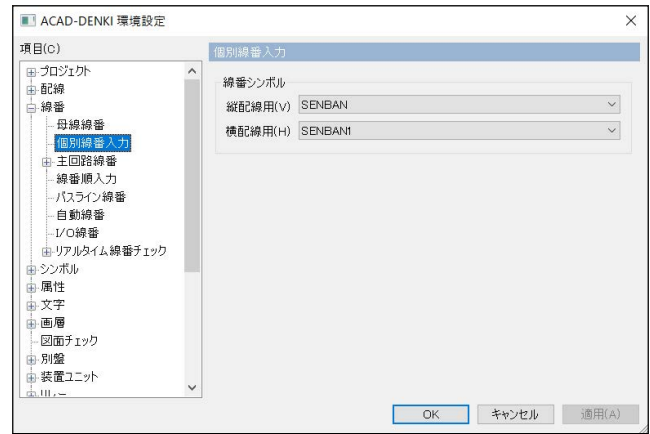 ACAD-DENKI 環境設定
項目(C)
プロジェクト
配線
線番
母線線番
個別線番入力
主回路線番
線番順入力
パスライン線番
自動線番
I/O線番
リアルタイム線番チェック
シンボル
属性
文字
画層
図面チェック
別盤
装置ユニット
リレー
個別線番入力
線番シンボル
縦配線用(V) SENBAN
横配線用(H) SENBAN1
OK キャンセル 適用(A)